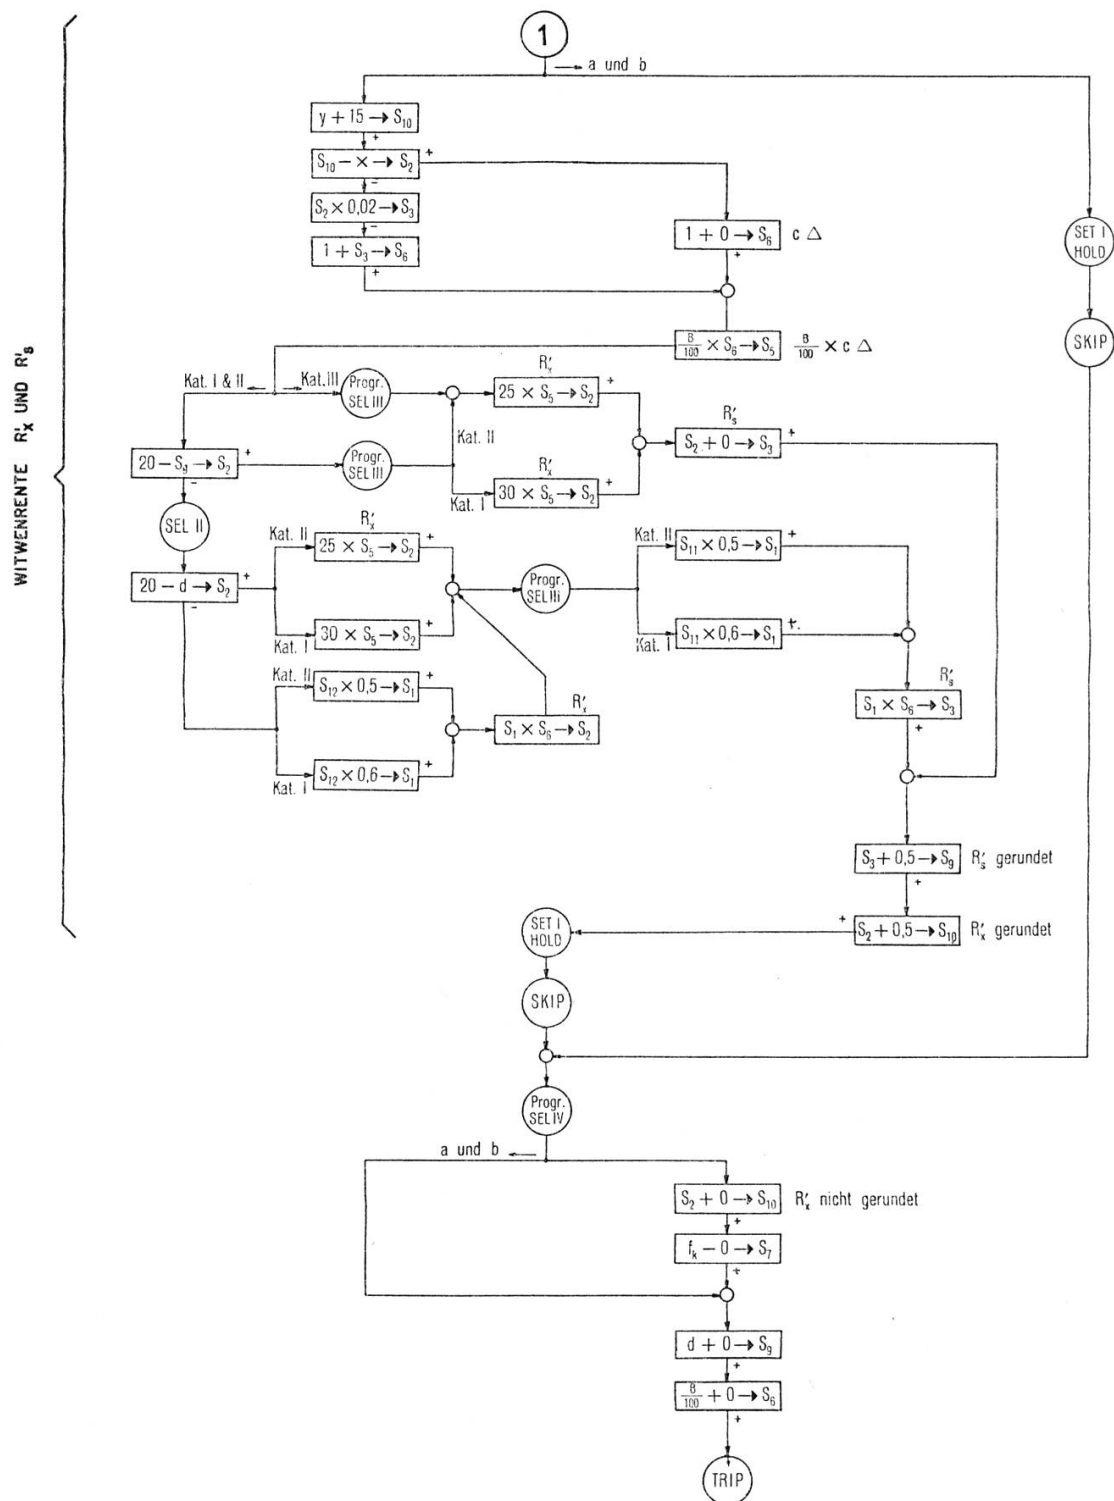 WITWENRENTE R'x UND R's
1
a und b
y + 15 → S10
+
S10 − × → S2
+
−
S2 × 0,02 → S3
−
1 + S3 → S6
+
1 + 0 → S6
c △
+
SET I
HOLD
SKIP
B/100 × S6 → S5
B/100 × c △
Kat. I & II
Kat. III
Progr.
SEL III
R'x
25 × S5 → S2
+
Kat. II
R's
S2 + 0 → S3
+
20 − S9 → S2
+
−
Progr.
SEL III
R'x
30 × S5 → S2
+
Kat. I
SEL II
Kat. II
R'x
25 × S5 → S2
+
20 − d → S2
+
−
Kat. I
30 × S5 → S2
+
Progr.
SEL III
Kat. II
S11 × 0,5 → S1
+
Kat. I
S11 × 0,6 → S1
+
Kat. II
S12 × 0,5 → S1
+
Kat. I
S12 × 0,6 → S1
+
R'x
S1 × S6 → S2
R's
S1 × S6 → S3
+
S3 + 0,5 → S9
R's gerundet
+
S2 + 0,5 → S10
R'x gerundet
+
SET I
HOLD
SKIP
Progr.
SEL IV
a und b
S2 + 0 → S10
R'x nicht gerundet
+
fk − 0 → S7
+
d + 0 → S9
+
B/100 + 0 → S6
+
TRIP